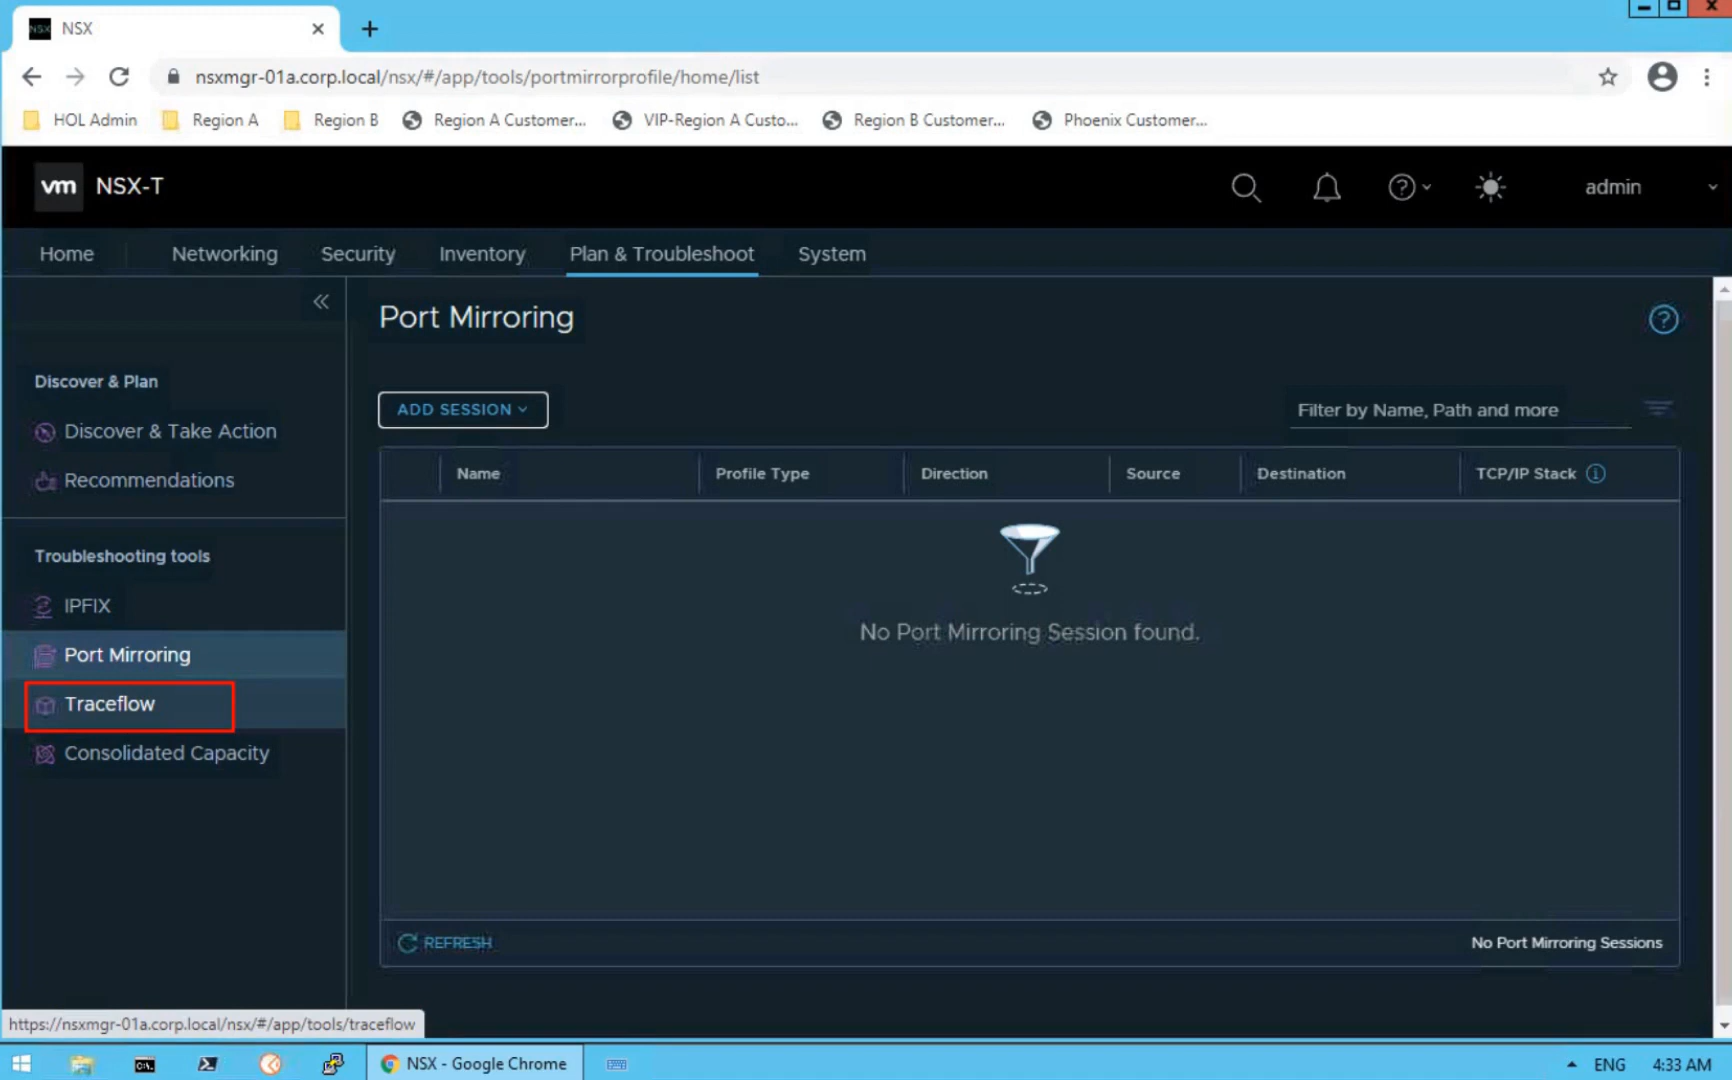 NSX
nsxmgr-01a.corp.local/nsx/#/app/tools/portmirrorprofile/home/list
HOL Admin
Region A
Region B
Region A Customer...
VIP-Region A Custo...
Region B Customer...
Phoenix Customer...
vm NSX-T
admin
Home
Networking
Security
Inventory
Plan & Troubleshoot
System
Port Mirroring
Discover & Plan
Discover & Take Action
Recommendations
Troubleshooting tools
IPFIX
Port Mirroring
Traceflow
Consolidated Capacity
ADD SESSION
Filter by Name, Path and more
Name
Profile Type
Direction
Source
Destination
TCP/IP Stack
No Port Mirroring Session found.
REFRESH
No Port Mirroring Sessions
https://nsxmgr-01a.corp.local/nsx/#/app/tools/traceflow
NSX - Google Chrome
ENG
4:33 AM